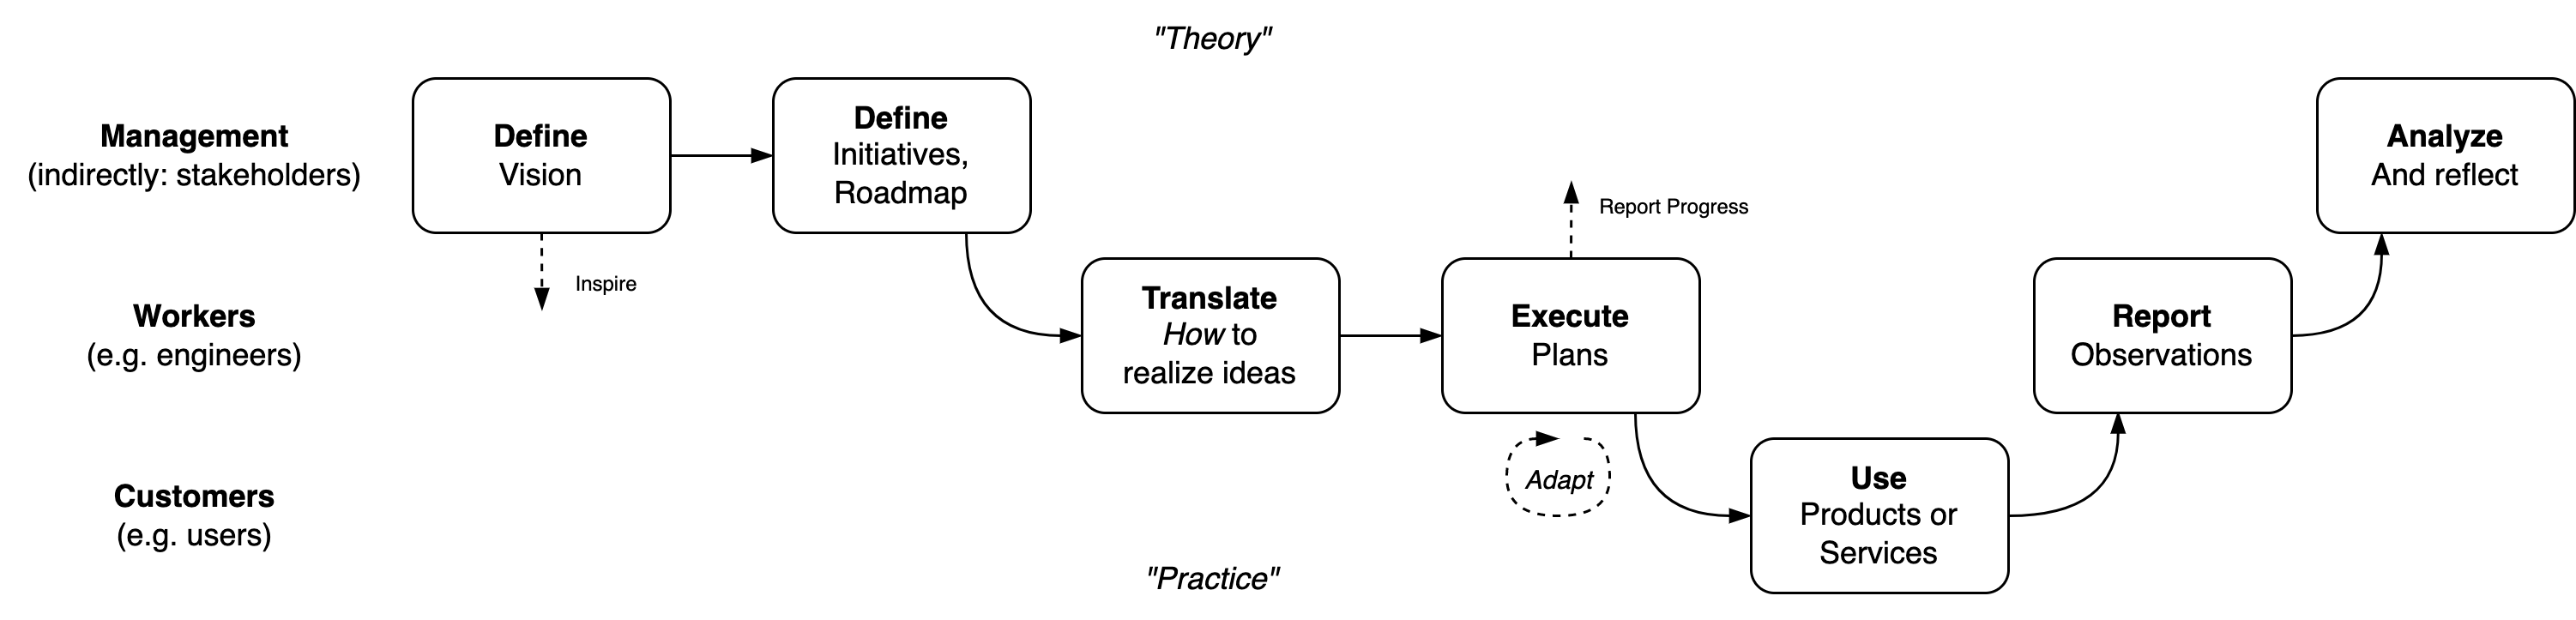 "Theory"
Management
(indirectly: stakeholders)
Define
Vision
Define
Initiatives,
Roadmap
Analyze
And reflect
Inspire
Report Progress
Workers
(e.g. engineers)
Translate
How to
realize ideas
Execute
Plans
Report
Observations
Adapt
Customers
(e.g. users)
Use
Products or
Services
"Practice"